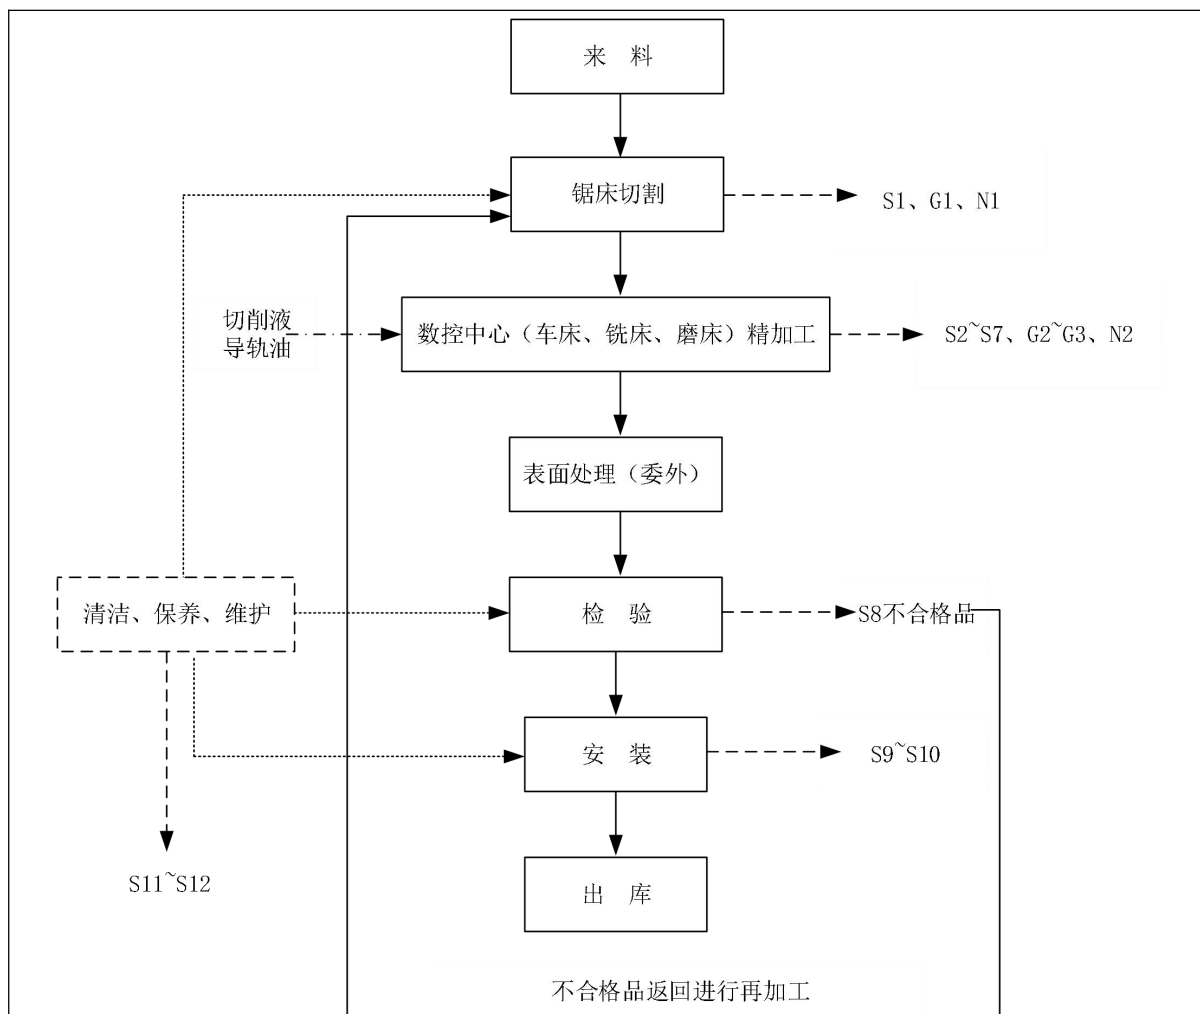 来 料
锯床切割
S1、G1、N1
切削液
导轨油
数控中心（车床、铣床、磨床）精加工
S2~S7、G2~G3、N2
表面处理（委外）
清洁、保养、维护
检 验
S8不合格品
安 装
S9~S10
S11~S12
出 库
不合格品返回进行再加工